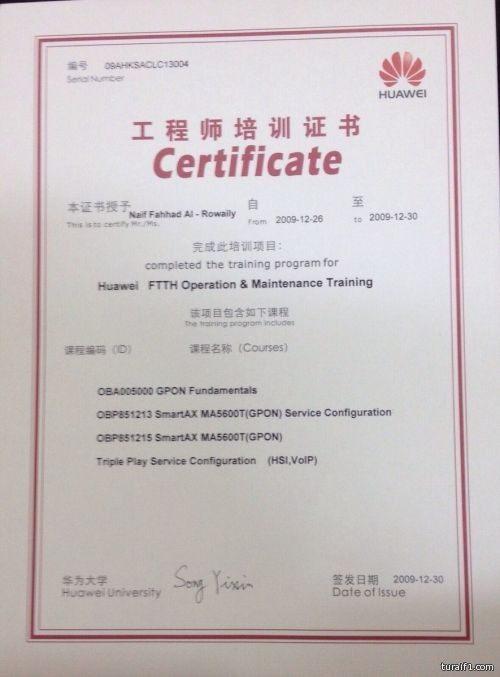 编号 09AHKSACLC13004
Serial Number
HUAWEI
工程师培训证书
Certificate
本证书授予 Naif Fahhad Al - Rowaily 自 2009-12-26 至 2009-12-30
This is to certify Mr./Ms. from to
完成此培训项目:
completed the training program for
Huawei FTTH Operation & Maintenance Training
该项目包含如下课程
The training program includes
课程编码 (ID) 课程名称 (Courses)
OBA005000 GPON Fundamentals
OBP851213 SmartAX MA5600T(GPON) Service Configuration
OBP851215 SmartAX MA5600T(GPON)
Triple Play Service Configuration (HSI,VoIP)
华为大学 Song Yixin 签发日期 2009-12-30
Huawei University Date of Issue
turaif1.com